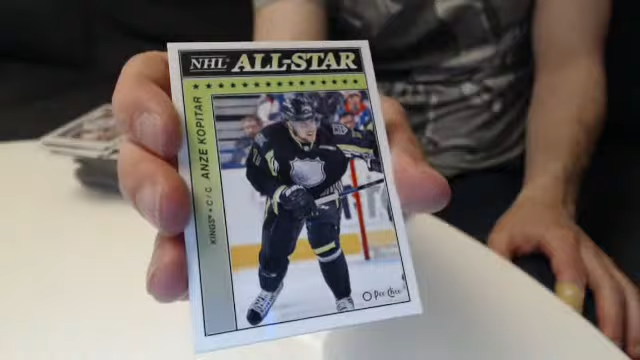 NHL ALL-STAR
ANZE KOPITAR
KINGS • C / C
O-Pee-Chee